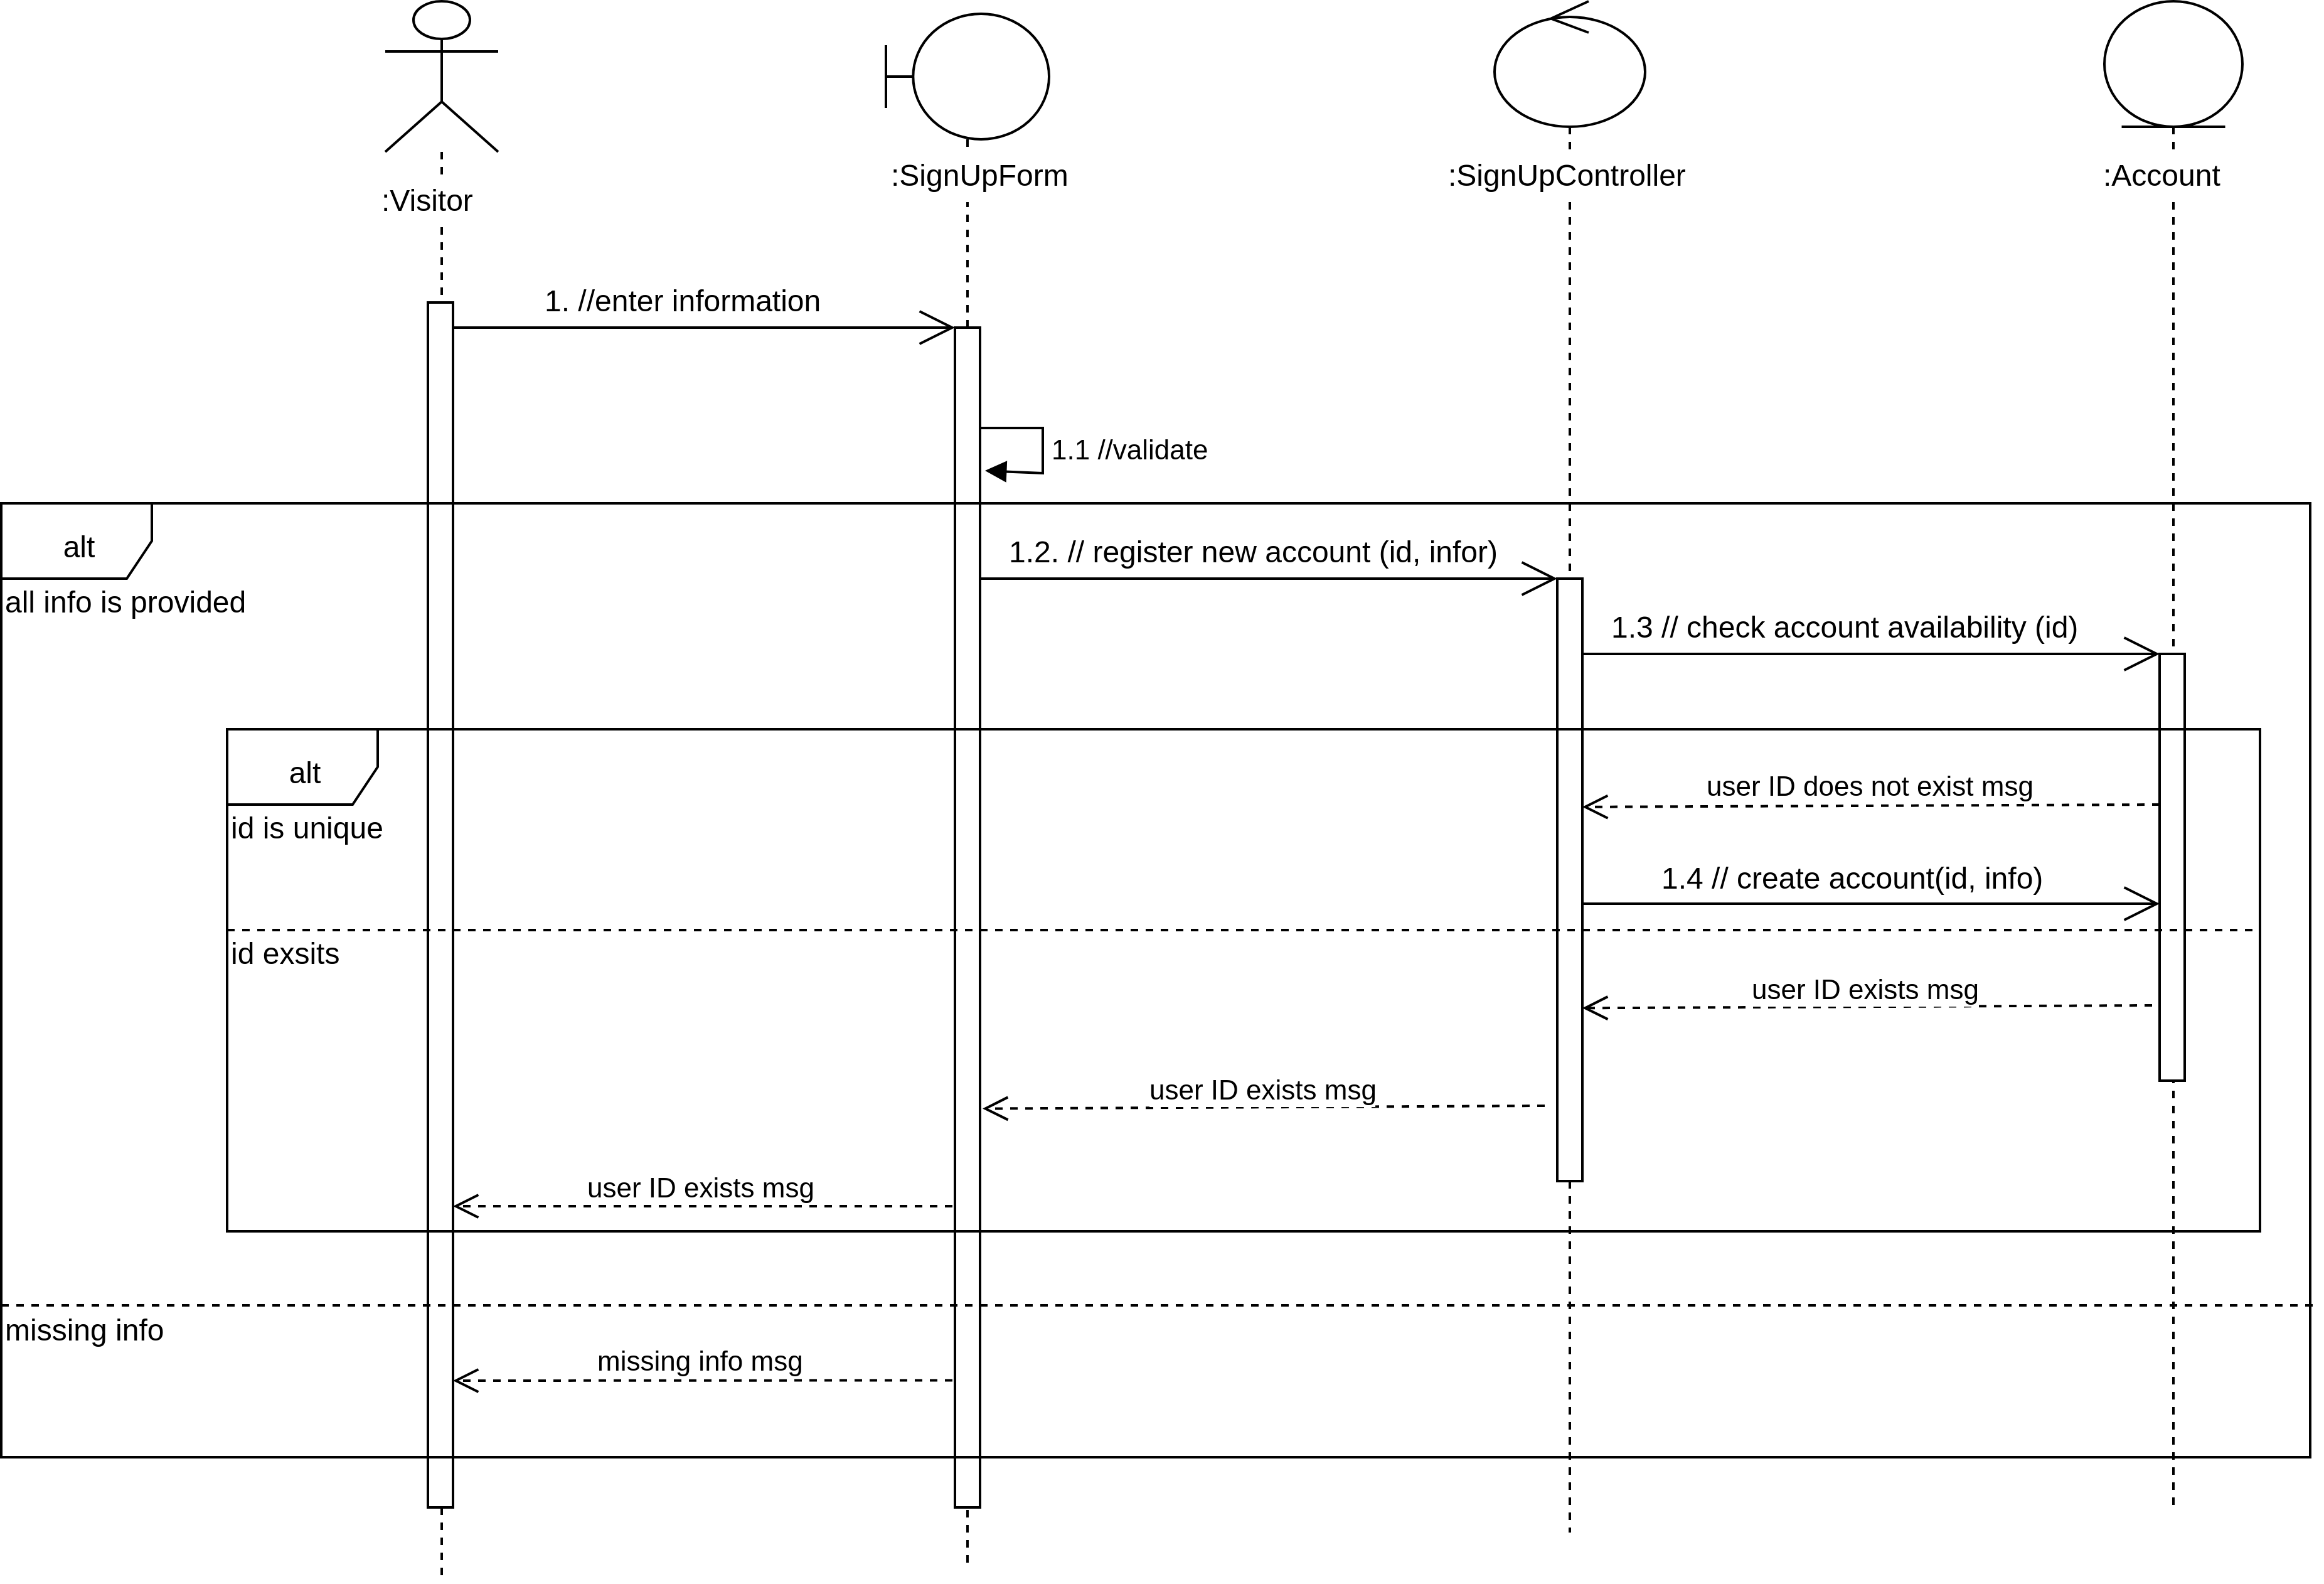 :Visitor
:SignUpForm
:SignUpController
:Account
1. //enter information
1.1 //validate
alt
all info is provided
1.2. // register new account (id, infor)
1.3 // check account availability (id)
alt
id is unique
user ID does not exist msg
1.4 // create account(id, info)
id exsits
user ID exists msg
user ID exists msg
user ID exists msg
missing info
missing info msg